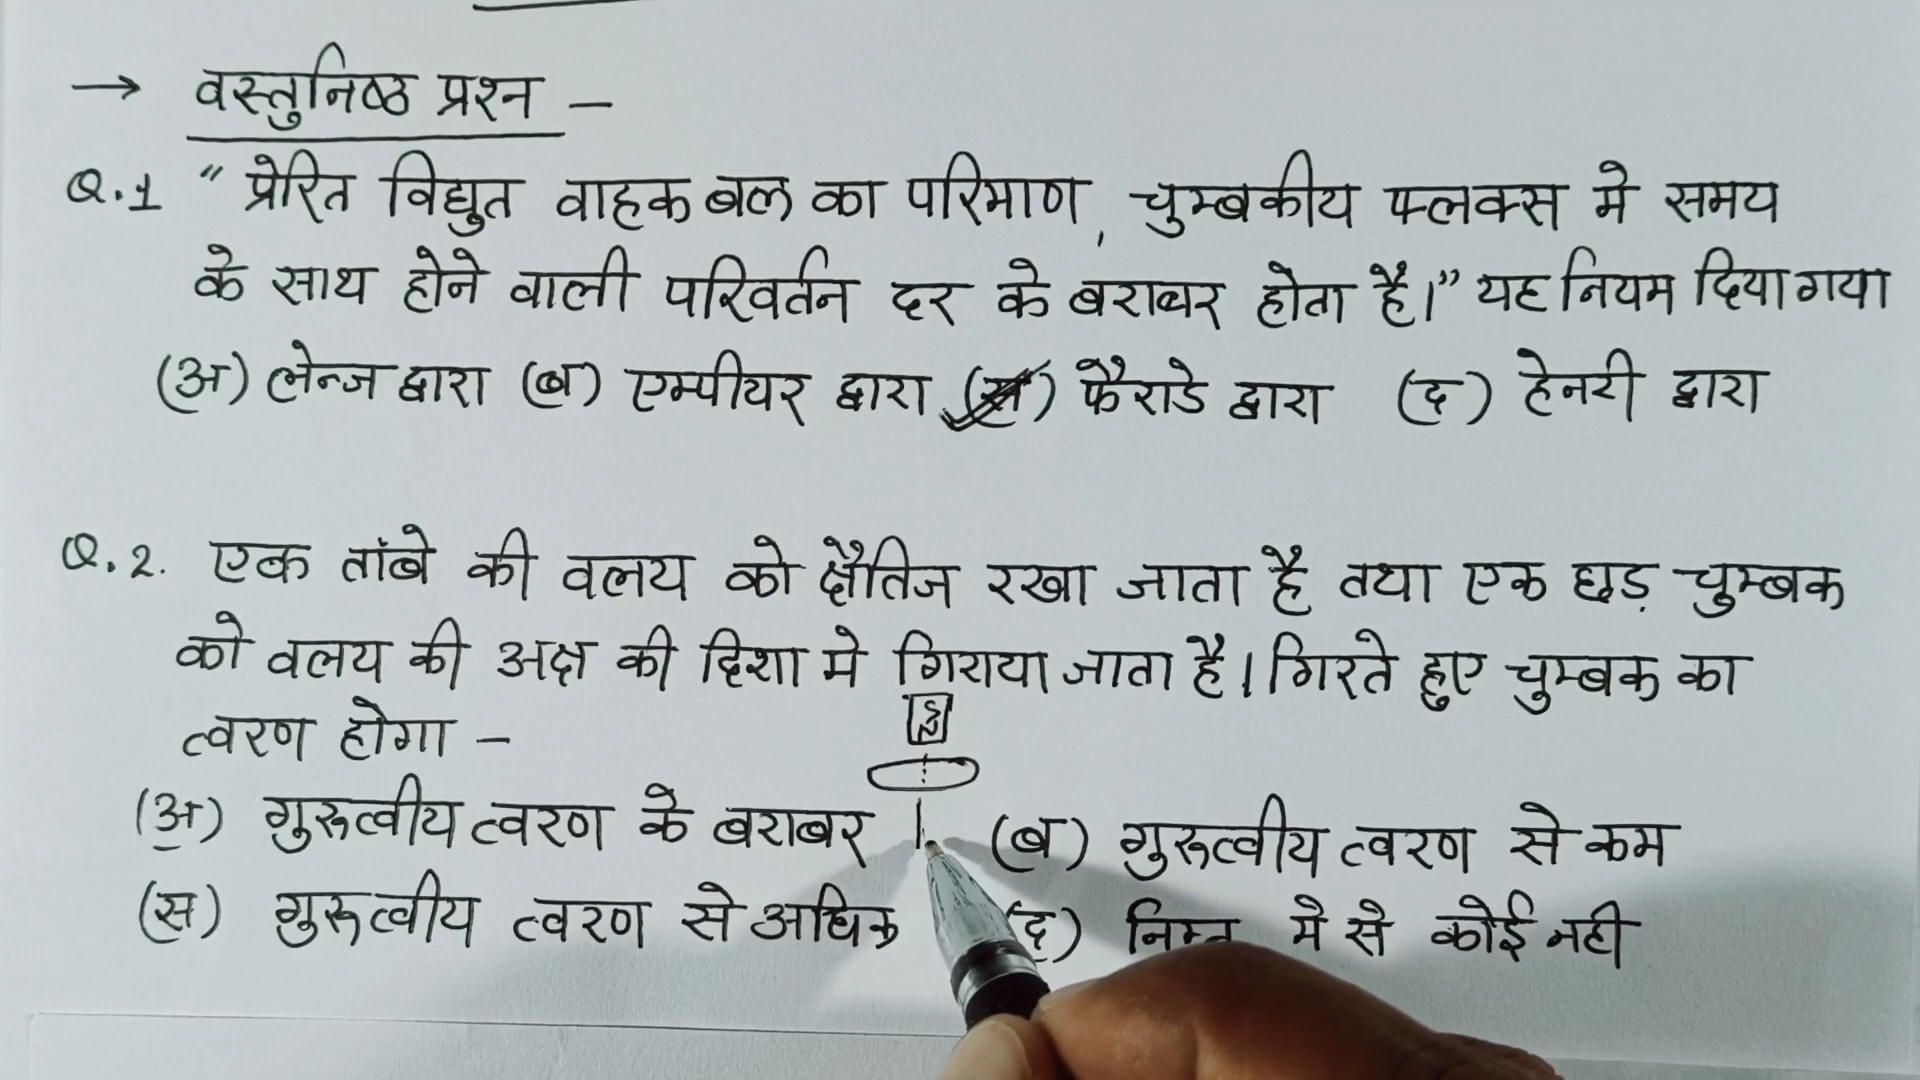 → वस्तुनिष्ठ प्रश्न –
Q.1 “ प्रेरित विद्युत वाहक बल का परिमाण, चुम्बकीय फ्लक्स मे समय
के साथ होने वाली परिवर्तन दर के बराबर होता है।” यह नियम दिया गया
(अ) लेन्ज द्वारा (ब) एम्पीयर द्वारा (स) फैराडे द्वारा (द) हेनरी द्वारा
Q.2. एक तांबे की वलय को क्षैतिज रखा जाता है तथा एक छड़ चुम्बक
को वलय की अक्ष की दिशा मे गिराया जाता है। गिरते हुए चुम्बक का
त्वरण होगा –
S
N
(अ) गुरुत्वीय त्वरण के बराबर (ब) गुरुत्वीय त्वरण से कम
(स) गुरुत्वीय त्वरण से अधिक (द) निम्न मे से कोई नही